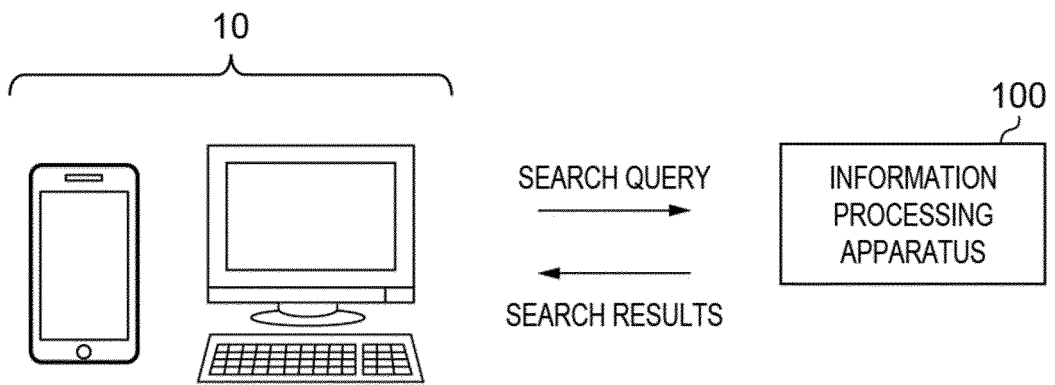 10
100
SEARCH QUERY
INFORMATION
PROCESSING
APPARATUS
SEARCH RESULTS